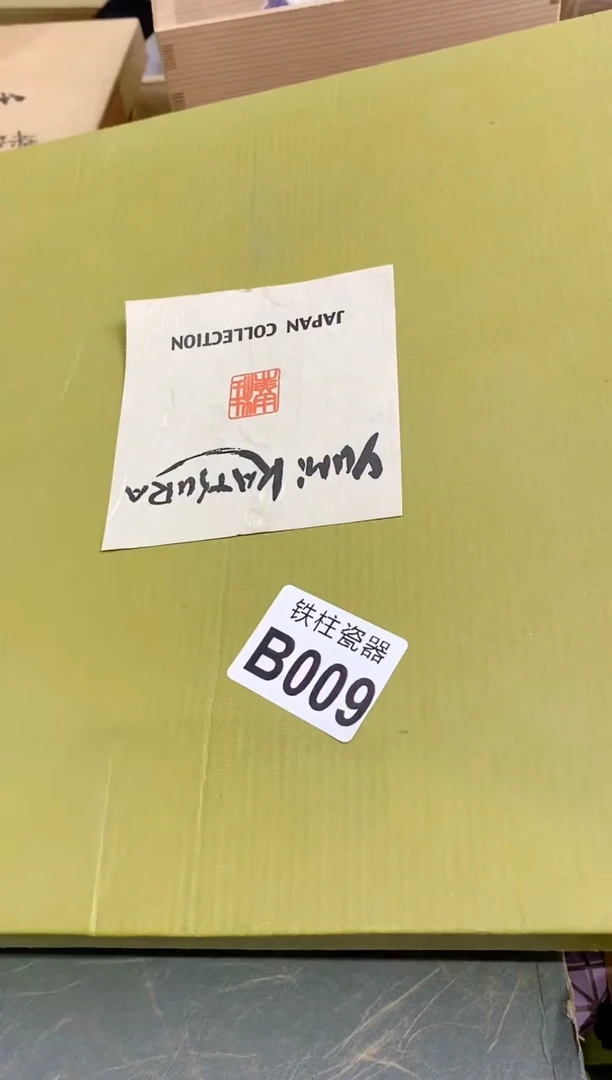 Yumi KATSURA
JAPAN COLLECTION
铁柱瓷器
B009